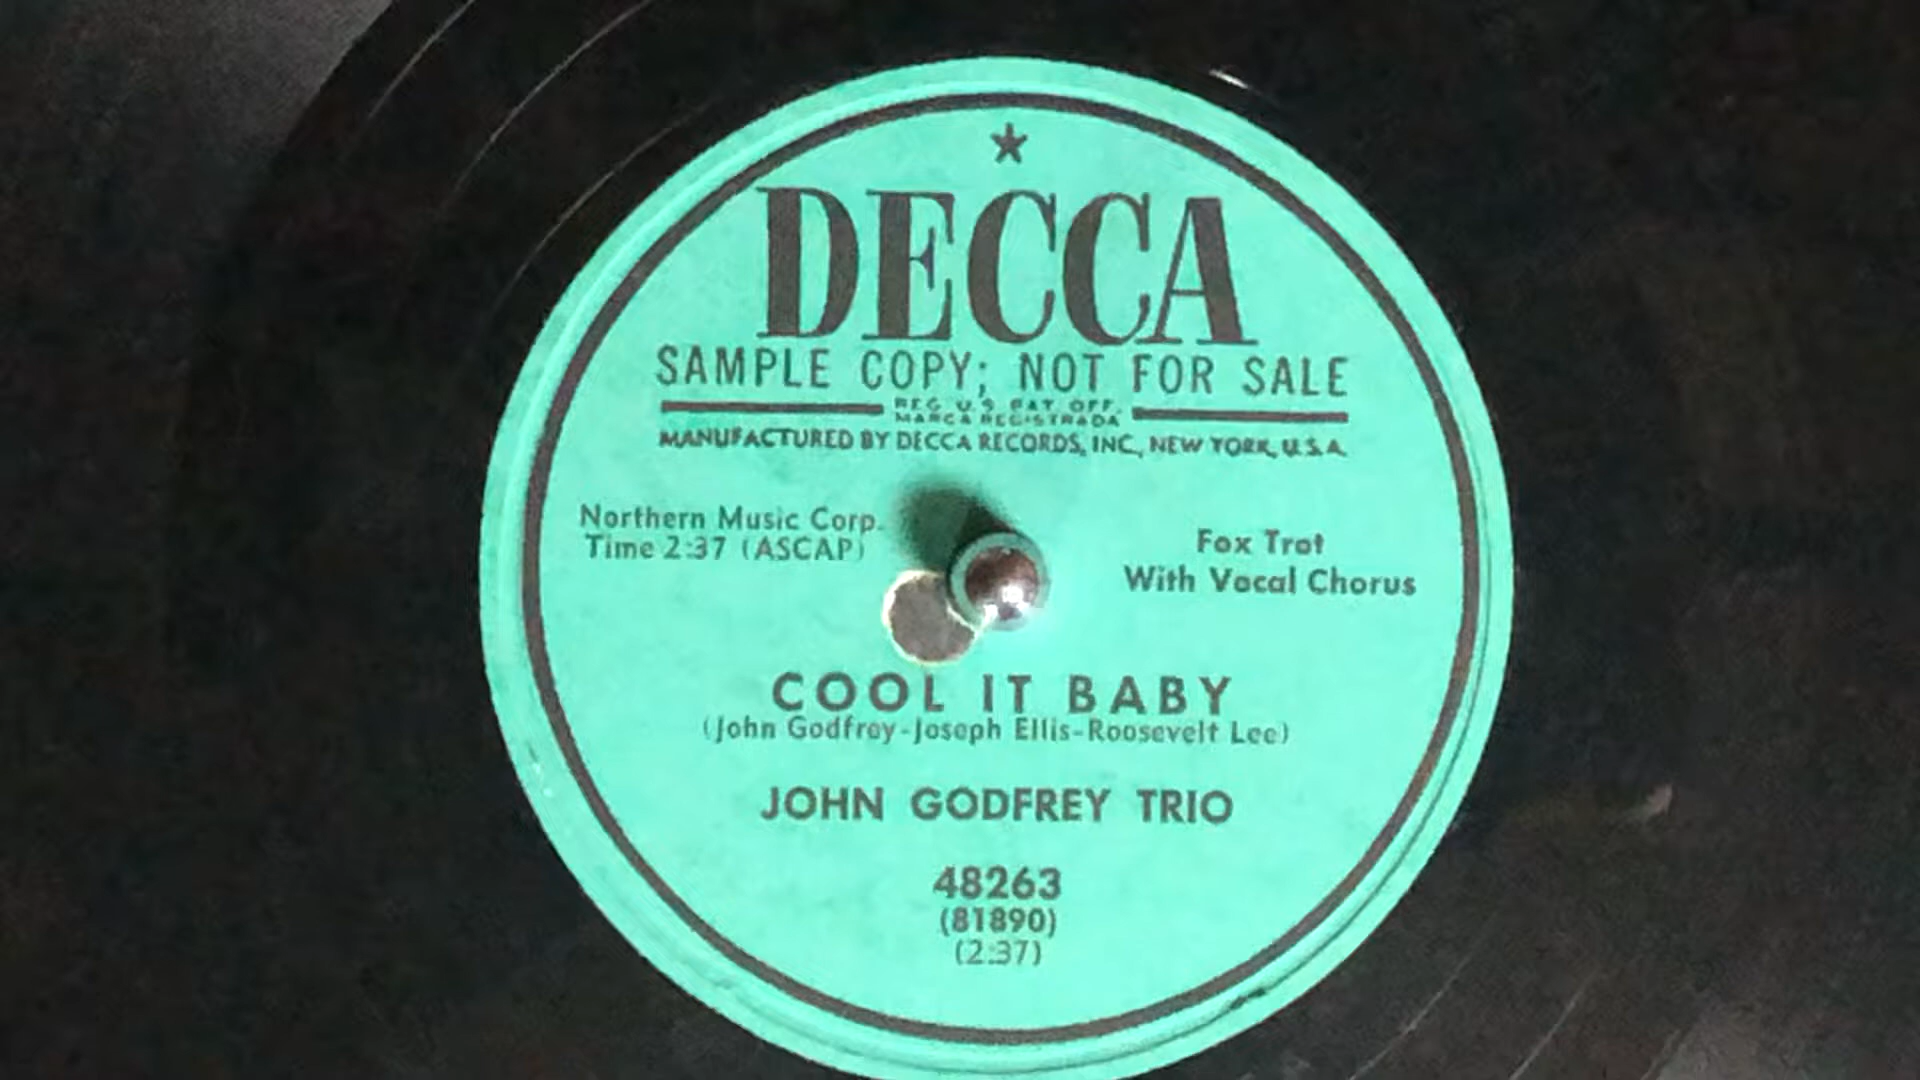 DECCA
SAMPLE COPY; NOT FOR SALE
REG. U.S. PAT. OFF.
MARCA REGISTRADA
MANUFACTURED BY DECCA RECORDS, INC., NEW YORK, U.S.A.
Northern Music Corp.
Time 2:37 (ASCAP)
Fox Trot
With Vocal Chorus
COOL IT BABY
(John Godfrey-Joseph Ellis-Roosevelt Lee)
JOHN GODFREY TRIO
48263
(81890)
(2:37)